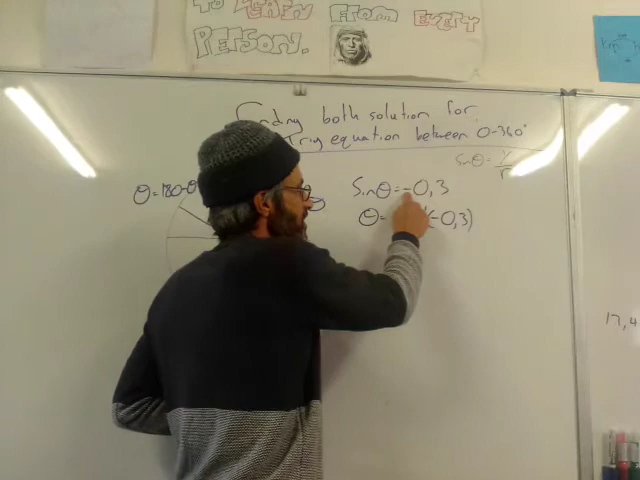 TO LEARN FROM EVERY
PERSON.
Finding both solution for
Trig equation between 0-360°
Sinθ = y/r
θ = 180-θ
Sinθ = -0,3
θ = (-0,3)
17,4